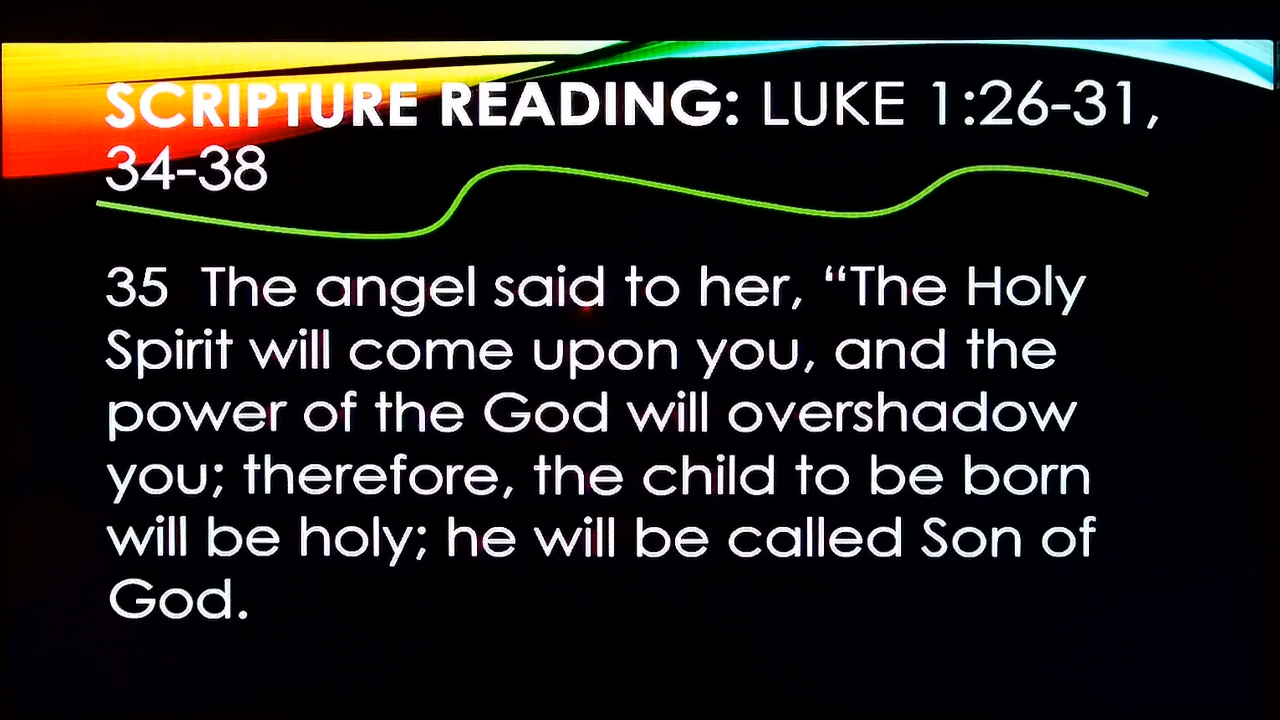 SCRIPTURE READING: LUKE 1:26-31,
34-38
35  The angel said to her, “The Holy
Spirit will come upon you, and the
power of the God will overshadow
you; therefore, the child to be born
will be holy; he will be called Son of
God.